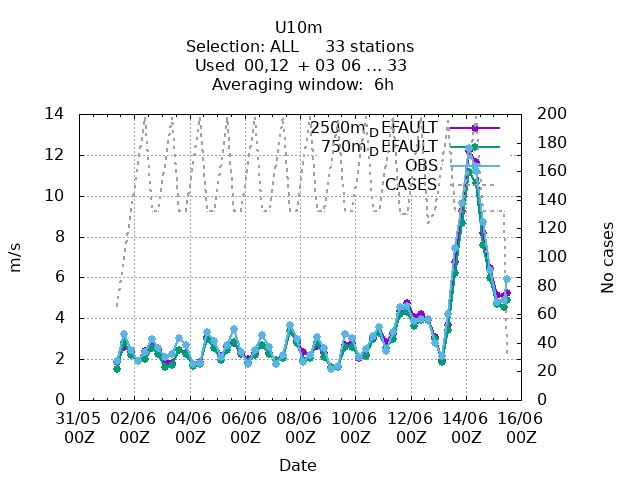 U10m
Selection: ALL 33 stations
Used 00,12 + 03 06 ... 33
Averaging window: 6h
14 200
2500m_DEFAULT
180
12 750m_DEFAULT
160
OBS
10 CASES
140
120
8
m/s
No cases
100
6
80
4 60
40
2
20
0 0
31/05 02/06 04/06 06/06 08/06 10/06 12/06 14/06 16/06
00Z 00Z 00Z 00Z 00Z 00Z 00Z 00Z 00Z
Date